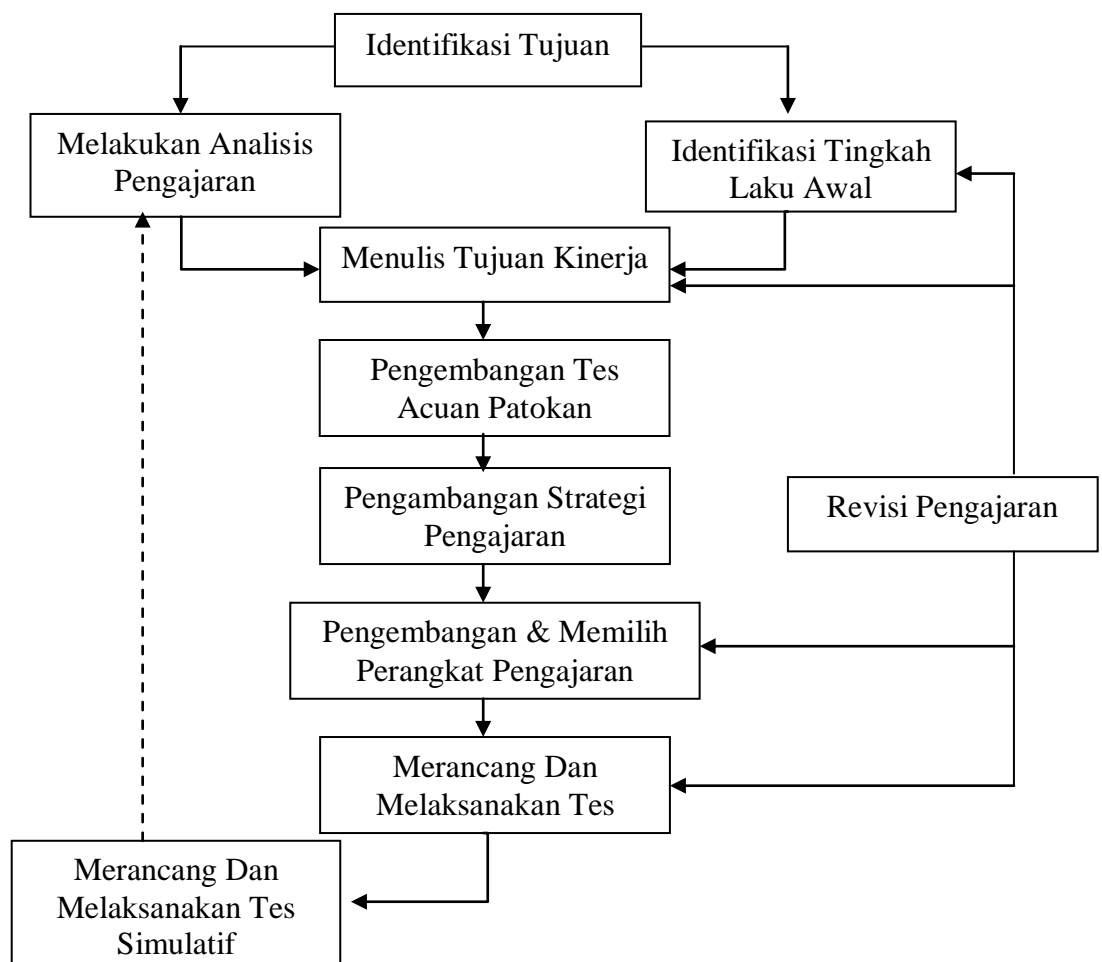 Identifikasi Tujuan
Melakukan Analisis
Pengajaran
Identifikasi Tingkah
Laku Awal
Menulis Tujuan Kinerja
Pengembangan Tes
Acuan Patokan
Pengambangan Strategi
Pengajaran
Revisi Pengajaran
Pengembangan & Memilih
Perangkat Pengajaran
Merancang Dan
Melaksanakan Tes
Merancang Dan
Melaksanakan Tes
Simulatif